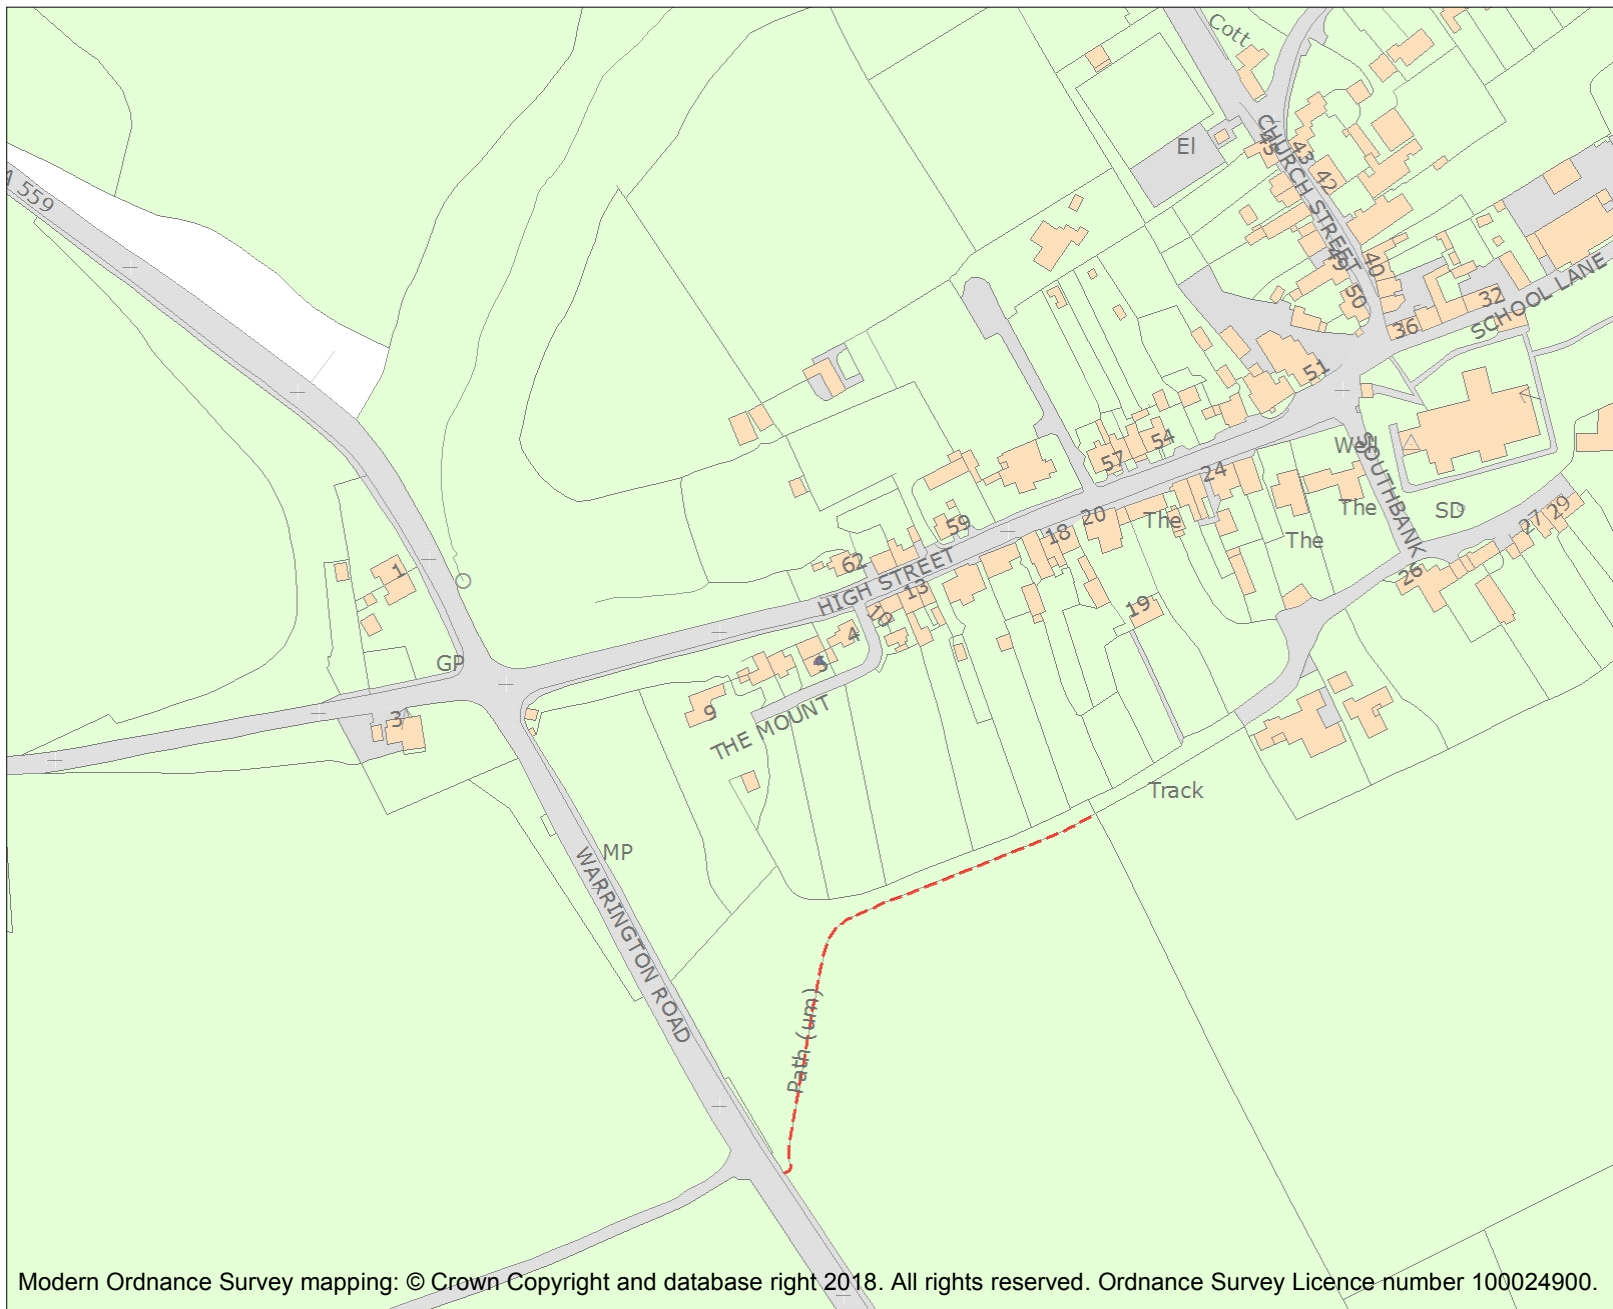 Cott
El
CHURCH STREET
45
43
42
A 559
49
40
50
32
SCHOOL LANE
36
51
54
57
24
Well
SOUTHBANK
The
The
The
SD
27
29
26
59
18
20
62
HIGH STREET
13
10
19
1
4
5
GP
9
THE MOUNT
3
Track
MP
WARRINGTON ROAD
Path (um)
Modern Ordnance Survey mapping: © Crown Copyright and database right 2018. All rights reserved. Ordnance Survey Licence number 100024900.